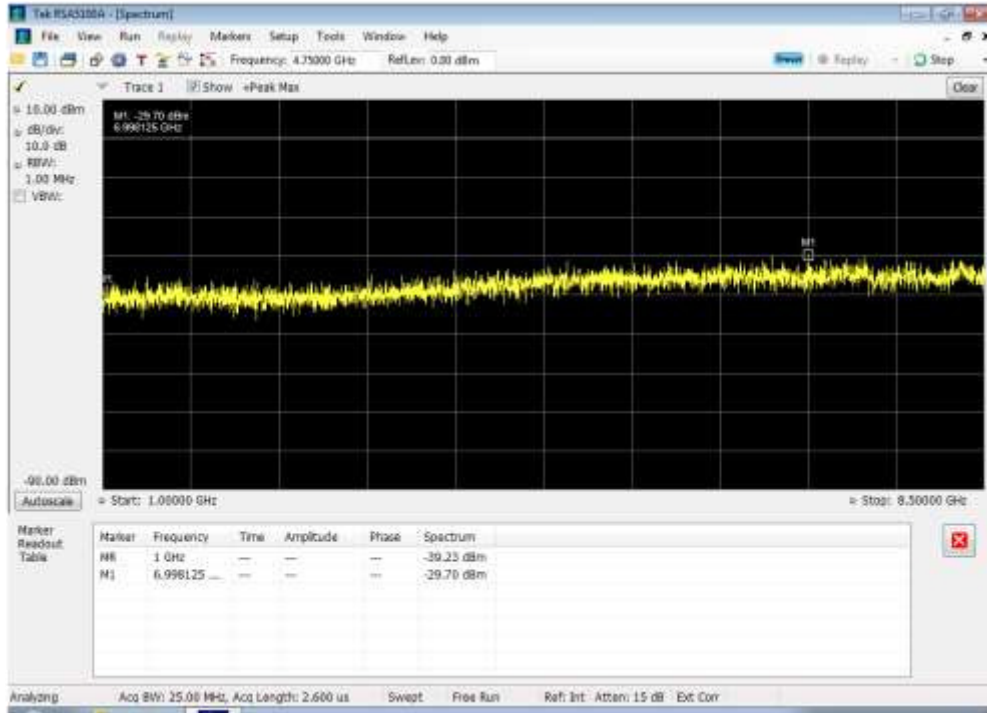 Tek RSA5100A - [Spectrum]
File View Run Replay Markers Setup Tools Window Help
Frequency: 4.75000 GHz RefLev: 0.00 dBm Preset Replay Stop
Trace 1 Show +Peak Max Clear
10.00 dBm
dB/div:
10.0 dB
RBW:
1.00 MHz
VBW:
M1: -29.70 dBm
6.998125 GHz
M1
-90.00 dBm
Autoscale Start: 1.00000 GHz Stop: 8.50000 GHz
Marker
Readout
Table
Marker Frequency Time Amplitude Phase Spectrum
MR 1 GHz --- --- --- -39.23 dBm
M1 6.998125 ... --- --- --- -29.70 dBm
Analyzing Acq BW: 25.00 MHz, Acq Length: 2.600 us Swept Free Run Ref: Int Atten: 15 dB Ext Corr